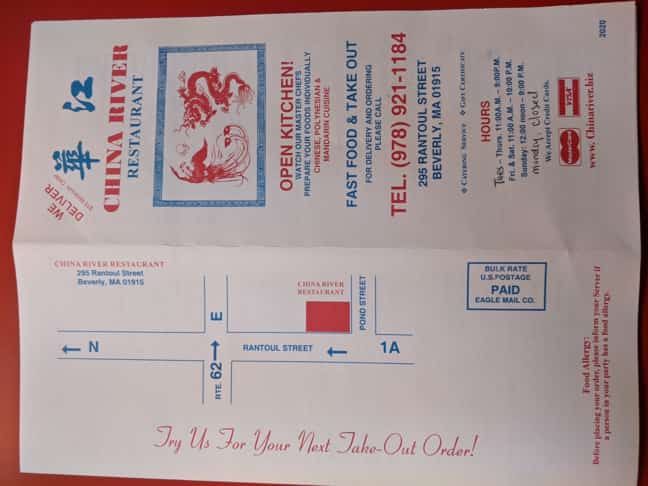 WE
DELIVER
華 江
CHINA RIVER
RESTAURANT
OPEN KITCHEN!
WATCH OUR MASTER CHEFS
PREPARE YOUR FOODS INDIVIDUALLY
CHINESE, POLYNESIAN &
MANDARIN CUISINE
FAST FOOD & TAKE OUT
FOR DELIVERY AND ORDERING
PLEASE CALL
TEL. (978) 921-1184
295 RANTOUL STREET
BEVERLY, MA 01915
CATERING SERVICE GIFT CERTIFICATE
HOURS
Tues - Thurs. 11:00A.M. - 9:00P.M.
Fri. & Sat. 11:00 A.M. - 10:00 P.M.
Sunday: 12:00 noon - 9:00 P.M.
monday, closed
We Accept Credit Cards.
MasterCard VISA
www. Chinariver.biz
2020
CHINA RIVER RESTAURANT
295 Rantoul Street
Beverly, MA 01915
N
RTE. 62 E
RANTOUL STREET
CHINA RIVER
RESTAURANT
POND STREET
1A
Try Us For Your Next Take-Out Order!
BULK RATE
U.S. POSTAGE
PAID
EAGLE MAIL CO.
Food Allergy:
Before placing your order, please inform your Server if
a person in your party has a food allergy.